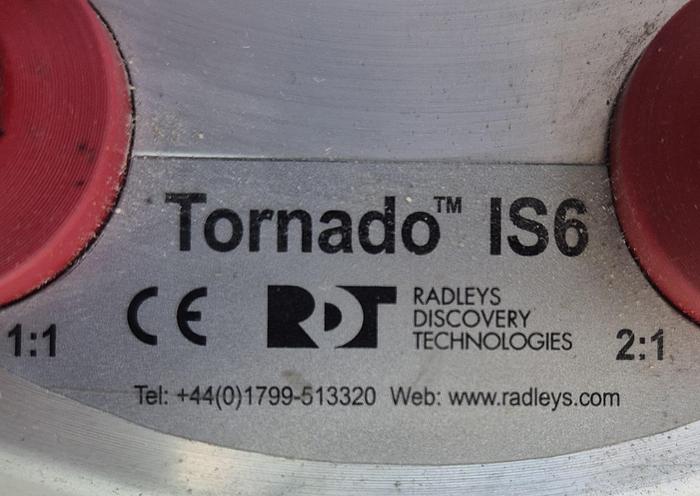 Tornado™ IS6
CE RDT RADLEYS
DISCOVERY
TECHNOLOGIES
1:1 2:1
Tel: +44(0)1799-513320 Web: www.radleys.com